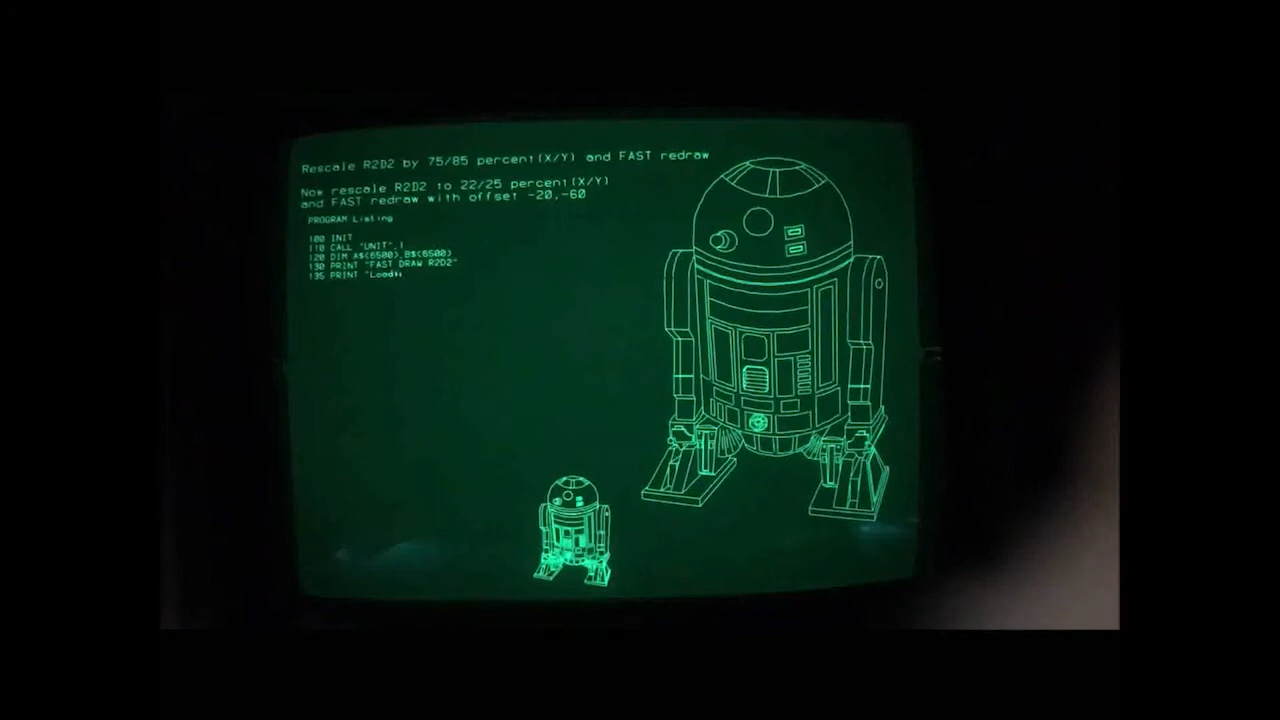 Rescale R2D2 by 75/85 percent(X/Y) and FAST redraw
Now rescale R2D2 to 22/25 percent(X/Y)
and FAST redraw with offset -20,-60
PROGRAM Listing
100 INIT
110 CALL "UNIT",1
120 DIM A$(6500),B$(6500)
130 PRINT "FAST DRAW R2D2"
135 PRINT "Loadi